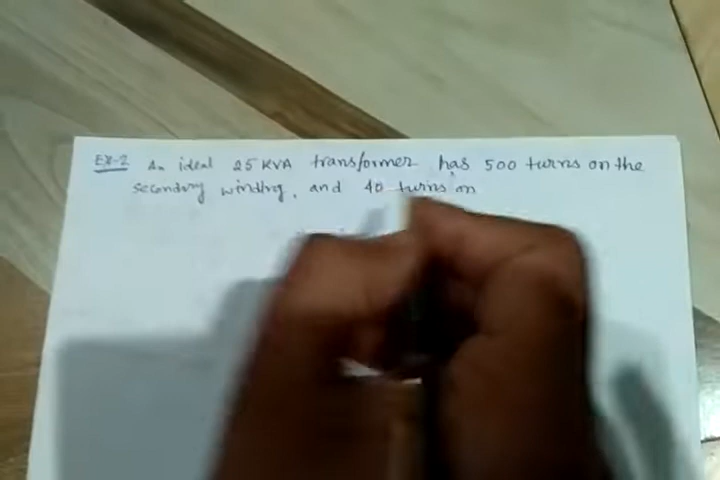 Ex-2 An ideal 25 KVA transformer has 500 turns on the
secondary winding, and 40 turns on